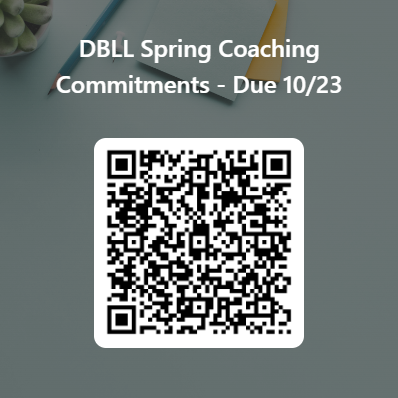 DBLL Spring Coaching
Commitments - Due 10/23